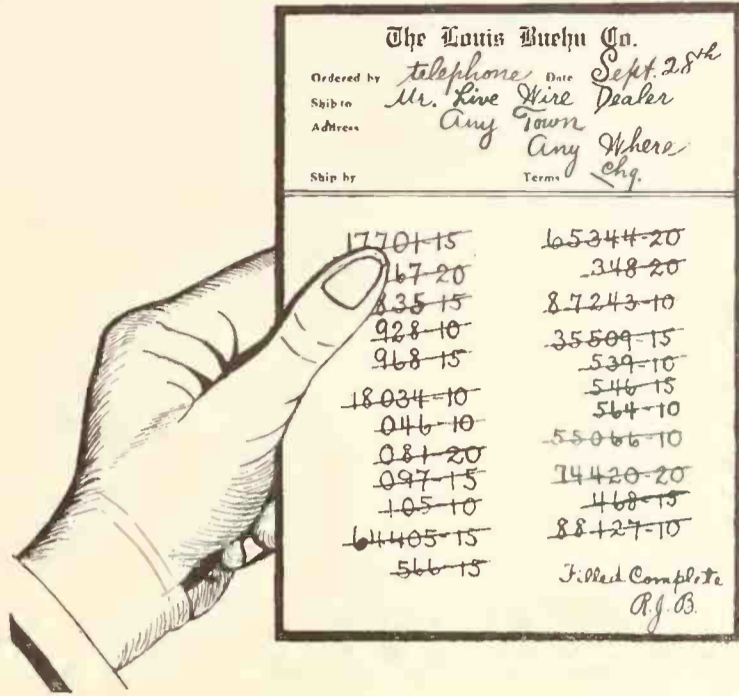 The Louis Buehn Co.
Ordered by telephone Date Sept. 28th
Ship to Mr. Live Wire Dealer
Address Any Town
Any Where
Ship by Terms Chg.
17701-15
67-20
835-15
928-10
968-15
18034-10
046-10
081-20
097-15
105-10
64405-15
566-15
65344-20
348-20
87243-10
35509-15
539-10
546-15
564-10
55066-10
74420-20
468-15
88127-10
Filled Complete
R.J.B.